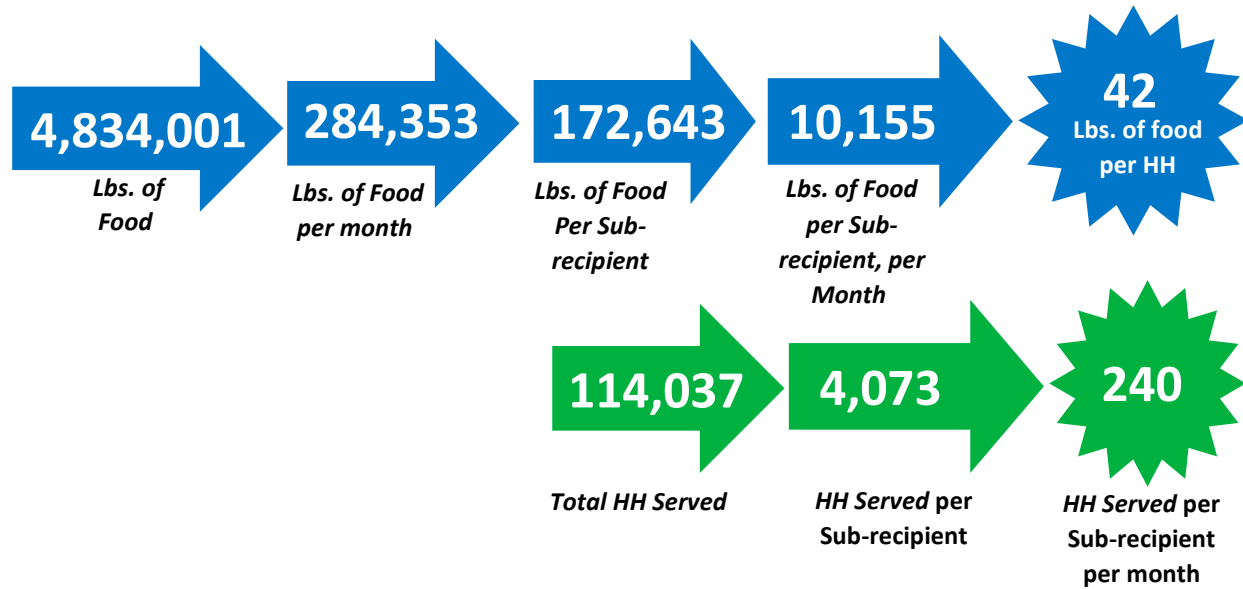 4,834,001
Lbs. of
Food
284,353
Lbs. of Food
per month
172,643
Lbs. of Food
Per Sub-
recipient
10,155
Lbs. of Food
per Sub-
recipient, per
Month
42
Lbs. of food
per HH
114,037
Total HH Served
4,073
HH Served per
Sub-recipient
240
HH Served per
Sub-recipient
per month